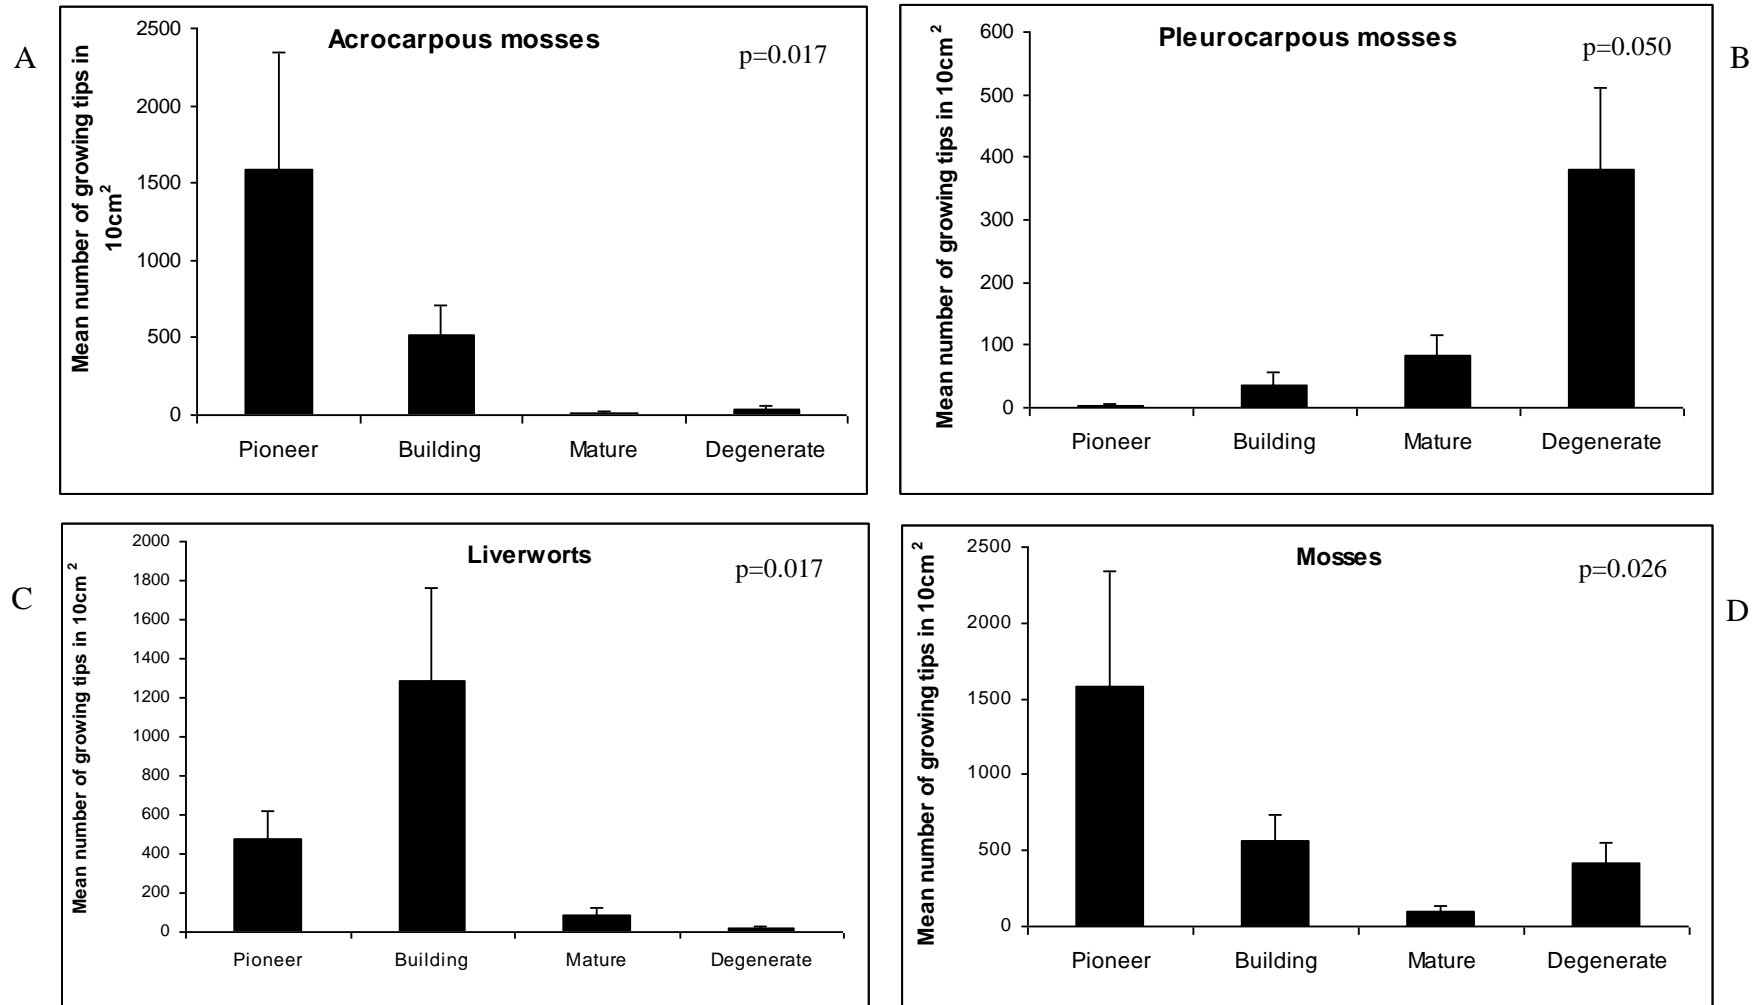 A
Acrocarpous mosses
p=0.017
Mean number of growing tips in
10cm²
2500
2000
1500
1000
500
0
Pioneer
Building
Mature
Degenerate
B
Pleurocarpous mosses
p=0.050
Mean number of growing tips in 10cm²
600
500
400
300
200
100
0
Pioneer
Building
Mature
Degenerate
C
Liverworts
p=0.017
Mean number of growing tips in 10cm²
2000
1800
1600
1400
1200
1000
800
600
400
200
0
Pioneer
Building
Mature
Degenerate
D
Mosses
p=0.026
Mean number of growing tips in 10cm²
2500
2000
1500
1000
500
0
Pioneer
Building
Mature
Degenerate